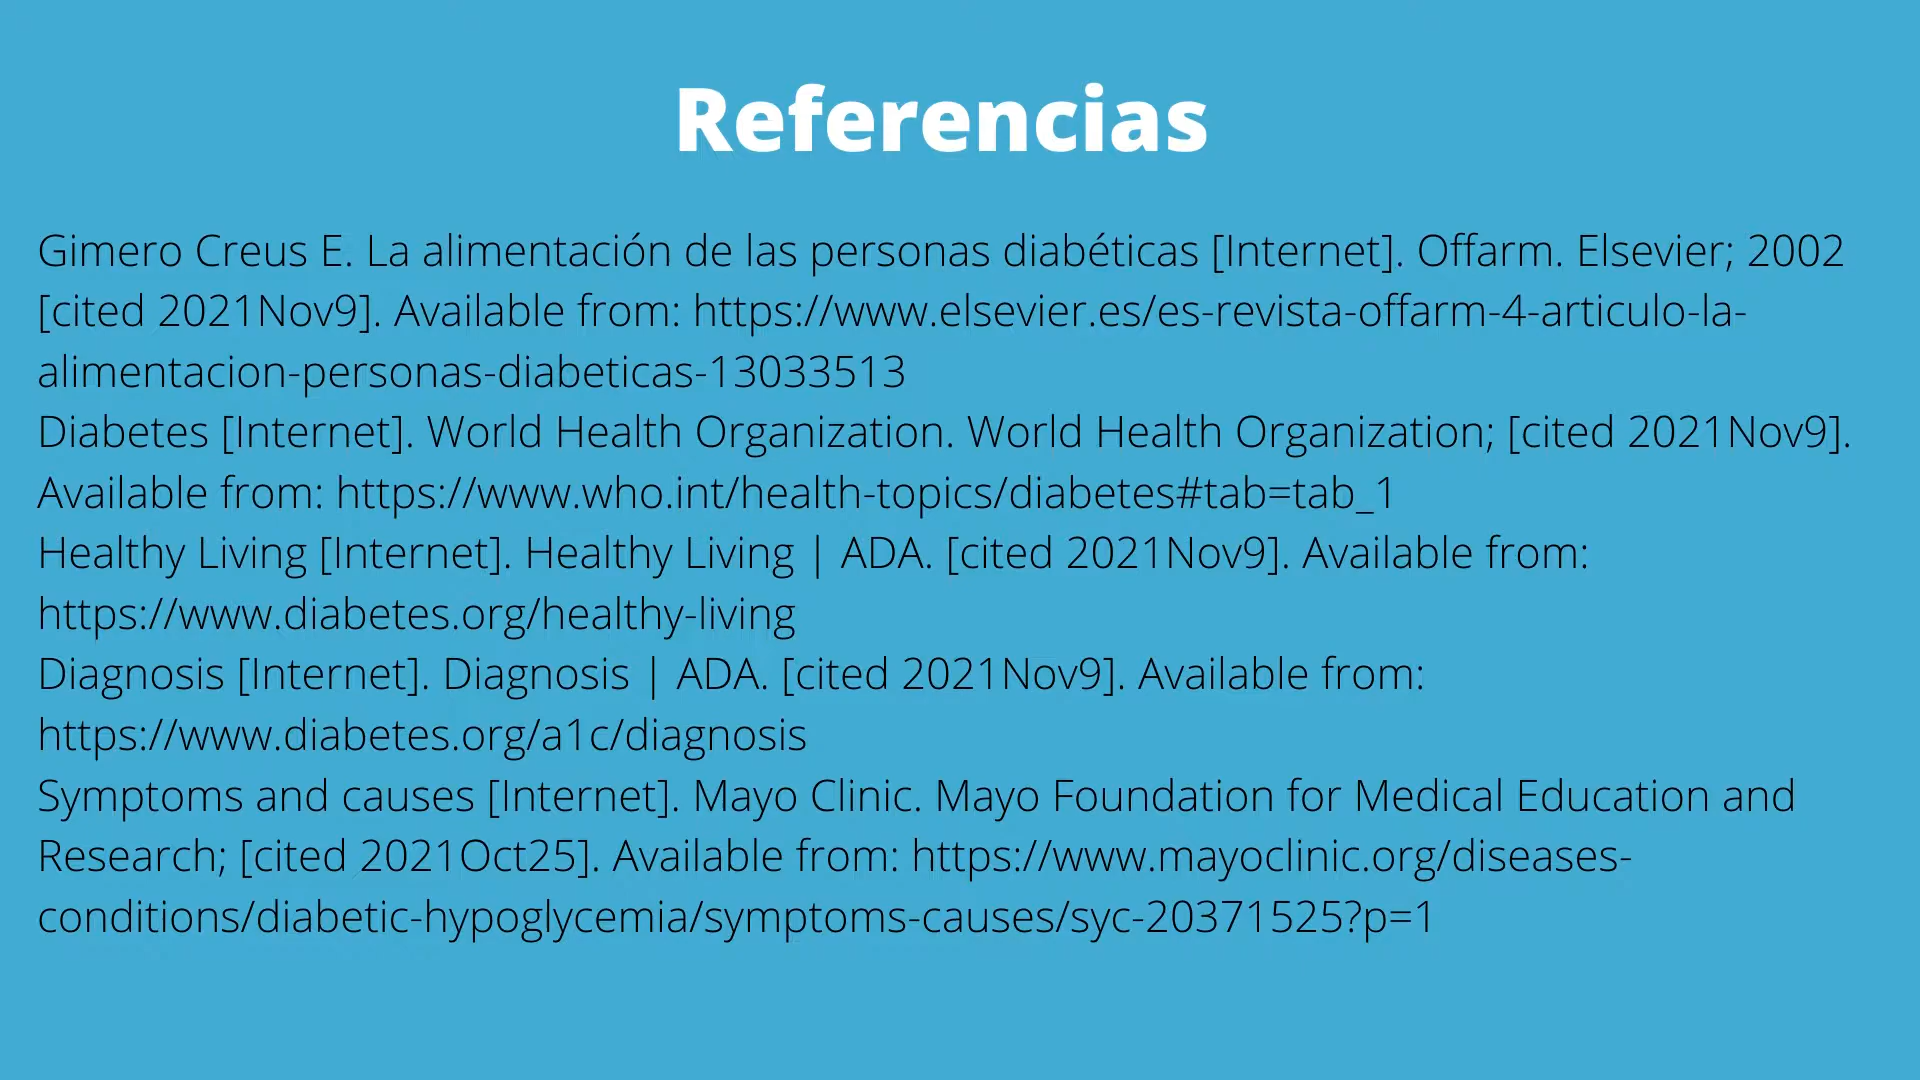 Referencias
Gimero Creus E. La alimentación de las personas diabéticas [Internet]. Offarm. Elsevier; 2002
[cited 2021Nov9]. Available from: https://www.elsevier.es/es-revista-offarm-4-articulo-la-
alimentacion-personas-diabeticas-13033513
Diabetes [Internet]. World Health Organization. World Health Organization; [cited 2021Nov9].
Available from: https://www.who.int/health-topics/diabetes#tab=tab_1
Healthy Living [Internet]. Healthy Living | ADA. [cited 2021Nov9]. Available from:
https://www.diabetes.org/healthy-living
Diagnosis [Internet]. Diagnosis | ADA. [cited 2021Nov9]. Available from:
https://www.diabetes.org/a1c/diagnosis
Symptoms and causes [Internet]. Mayo Clinic. Mayo Foundation for Medical Education and
Research; [cited 2021Oct25]. Available from: https://www.mayoclinic.org/diseases-
conditions/diabetic-hypoglycemia/symptoms-causes/syc-20371525?p=1